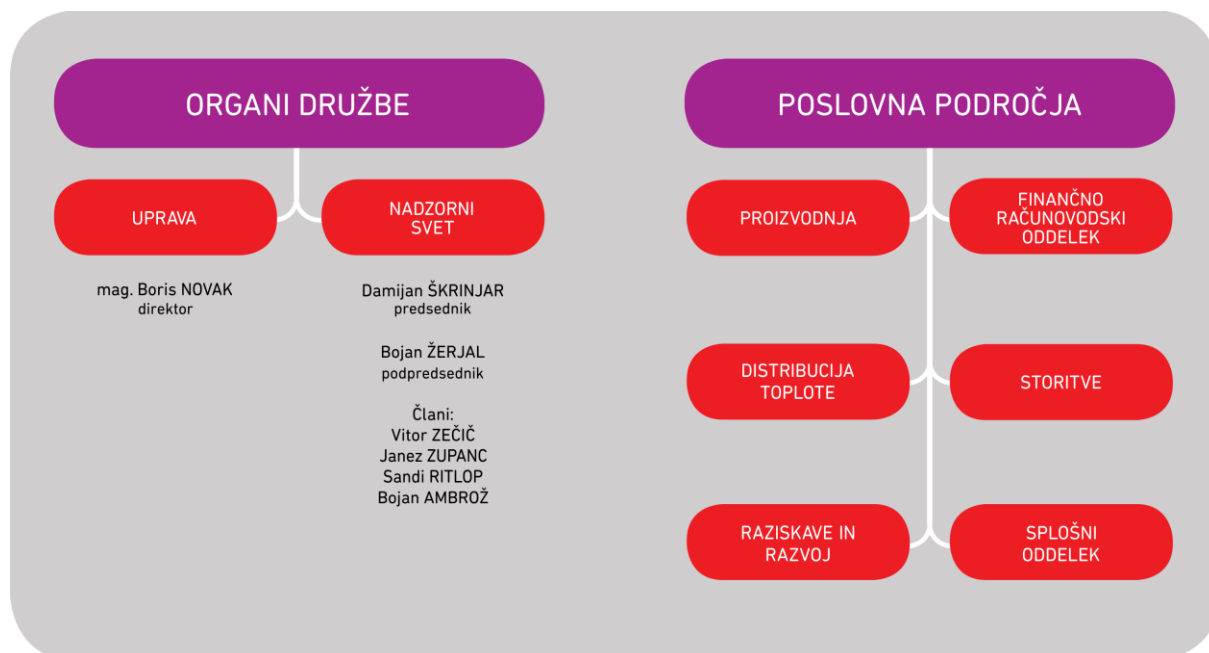 ORGANI DRUŽBE
UPRAVA
mag. Boris NOVAK
direktor
NADZORNI
SVET
Damijan ŠKRINJAR
predsednik
Bojan ŽERJAL
podpredsednik
Člani:
Vitor ZEČIČ
Janez ZUPANC
Sandi RITLOP
Bojan AMBROŽ
POSLOVNA PODROČJA
PROIZVODNJA
FINANČNO
RAČUNOVODSKI
ODDELEK
DISTRIBUCIJA
TOPLOTE
STORITVE
RAZISKAVE IN
RAZVOJ
SPLOŠNI
ODDELEK